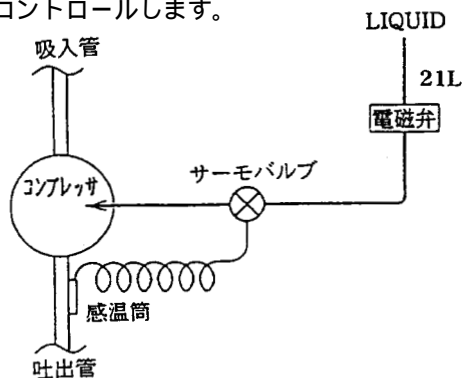 コントロールします。
LIQUID
吸入管
21L
電磁弁
サーモバルブ
コンプレッサ
感温筒
吐出管